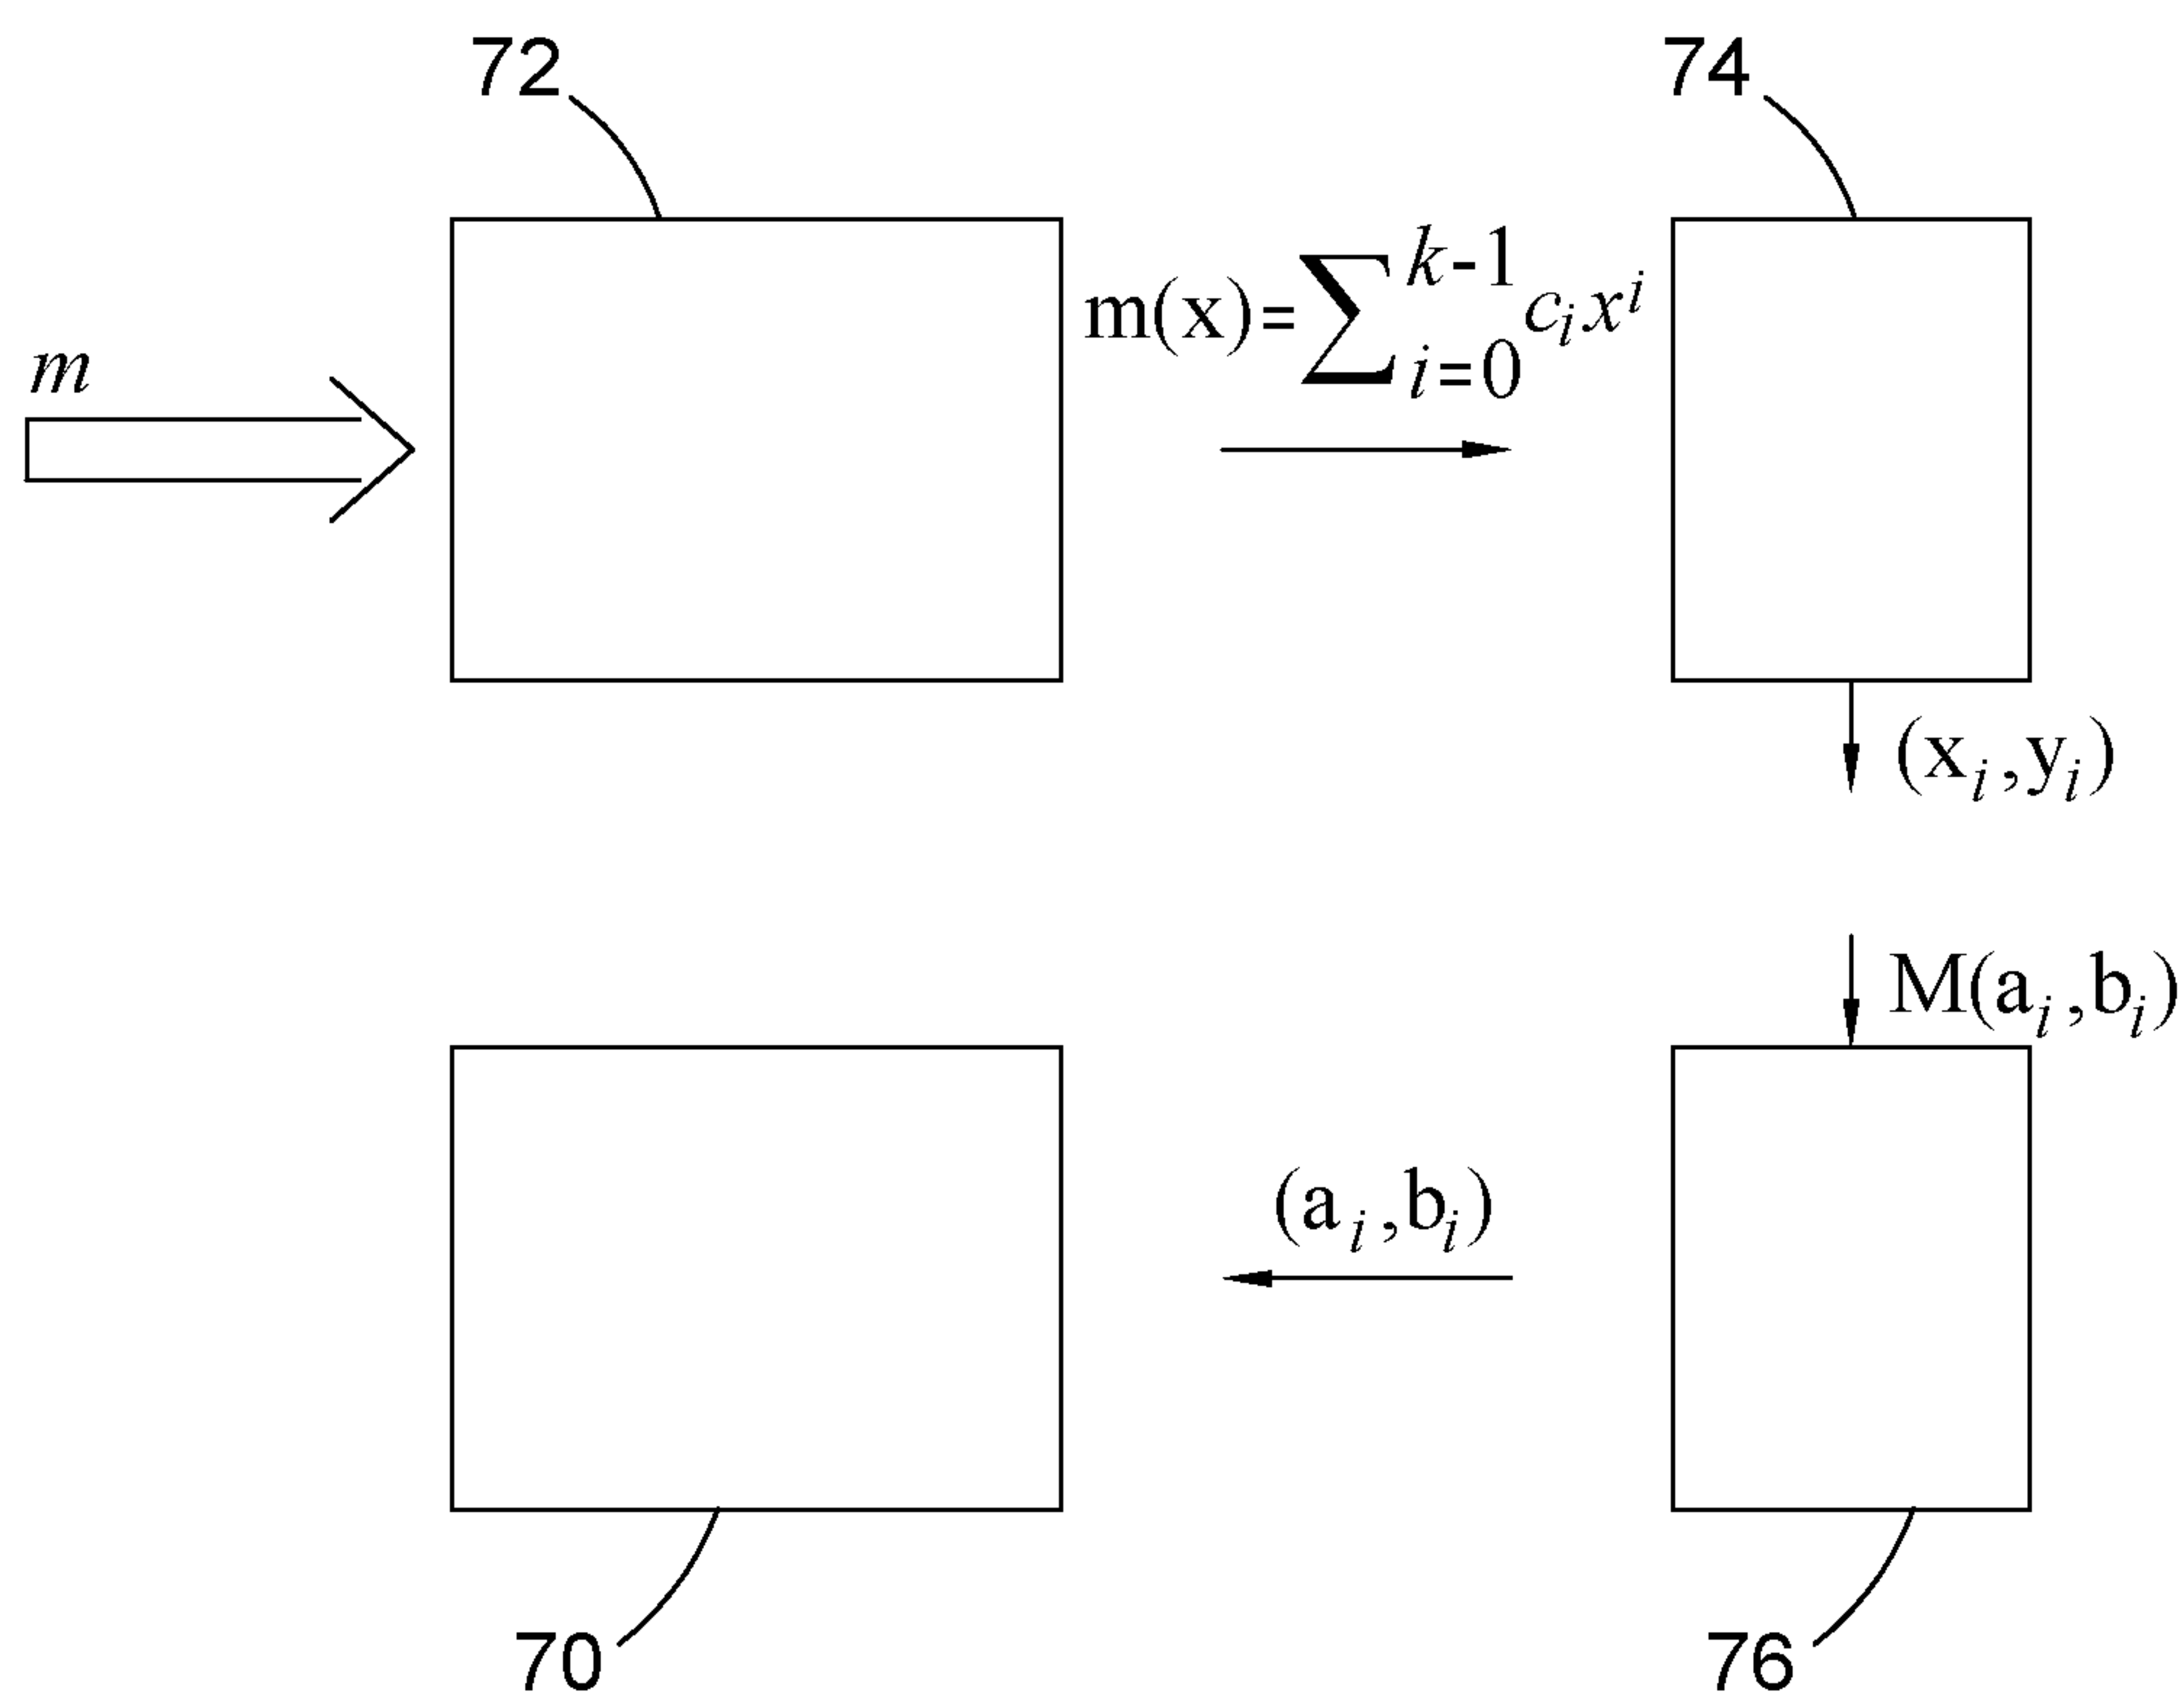 72
74
m
m(x)=∑_{i=0}^{k-1} c_i x^i
(x_i,y_i)
M(a_i,b_i)
(a_i,b_i)
70
76